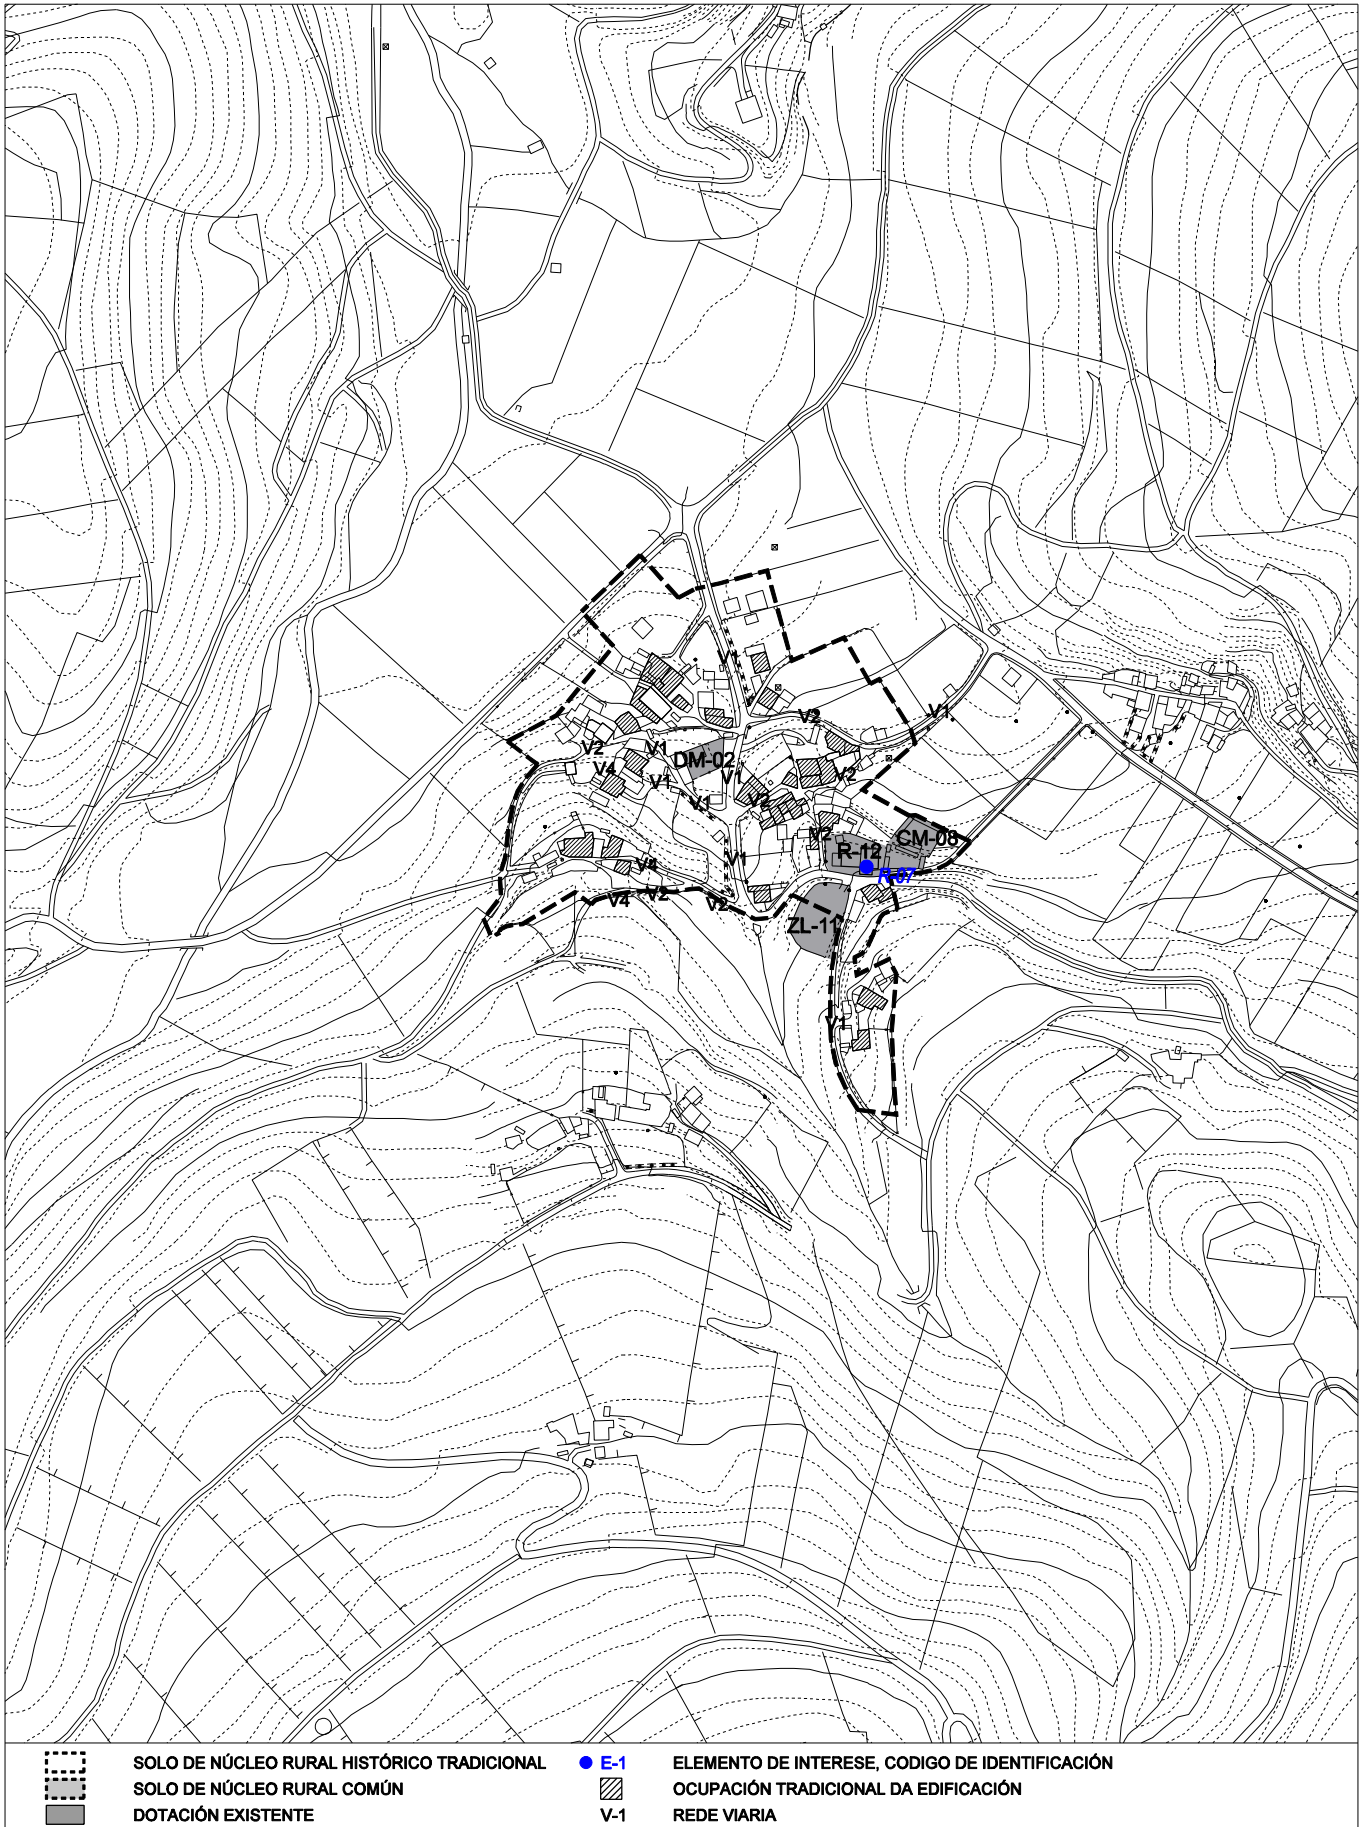 V1
V2
V1
V2
V1
DM-02
V4
V1
V2
V1
V2
V1
V2
CM-08
R-12
V1
R-07
V4
V4
V2
V2
ZL-11
V1
SOLO DE NÚCLEO RURAL HISTÓRICO TRADICIONAL
E-1
ELEMENTO DE INTERESE, CODIGO DE IDENTIFICACIÓN
SOLO DE NÚCLEO RURAL COMÚN
OCUPACIÓN TRADICIONAL DA EDIFICACIÓN
DOTACIÓN EXISTENTE
V-1
REDE VIARIA